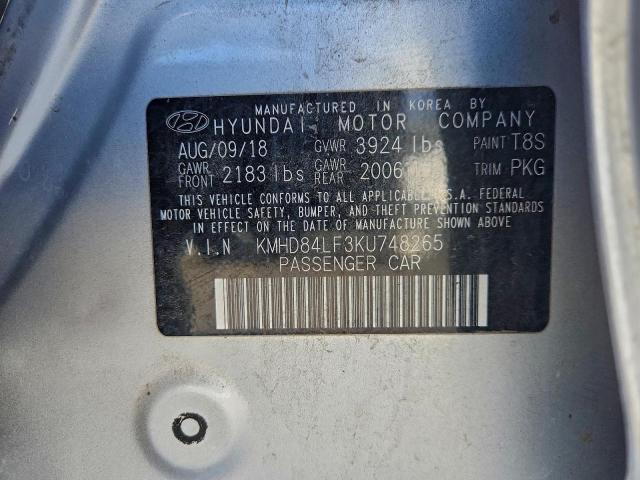 MANUFACTURED IN KOREA BY
HYUNDAI MOTOR COMPANY
AUG/09/18 GVWR 3924 lbs PAINT T8S
GAWR FRONT 2183 lbs GAWR REAR 2006 TRIM PKG
THIS VEHICLE CONFORMS TO ALL APPLICABLE U.S.A. FEDERAL
MOTOR VEHICLE SAFETY, BUMPER, AND THEFT PREVENTION STANDARDS
IN EFFECT ON THE DATE OF MANUFACTURE SHOWN ABOVE
V.I.N KMHD84LF3KU748265
PASSENGER CAR